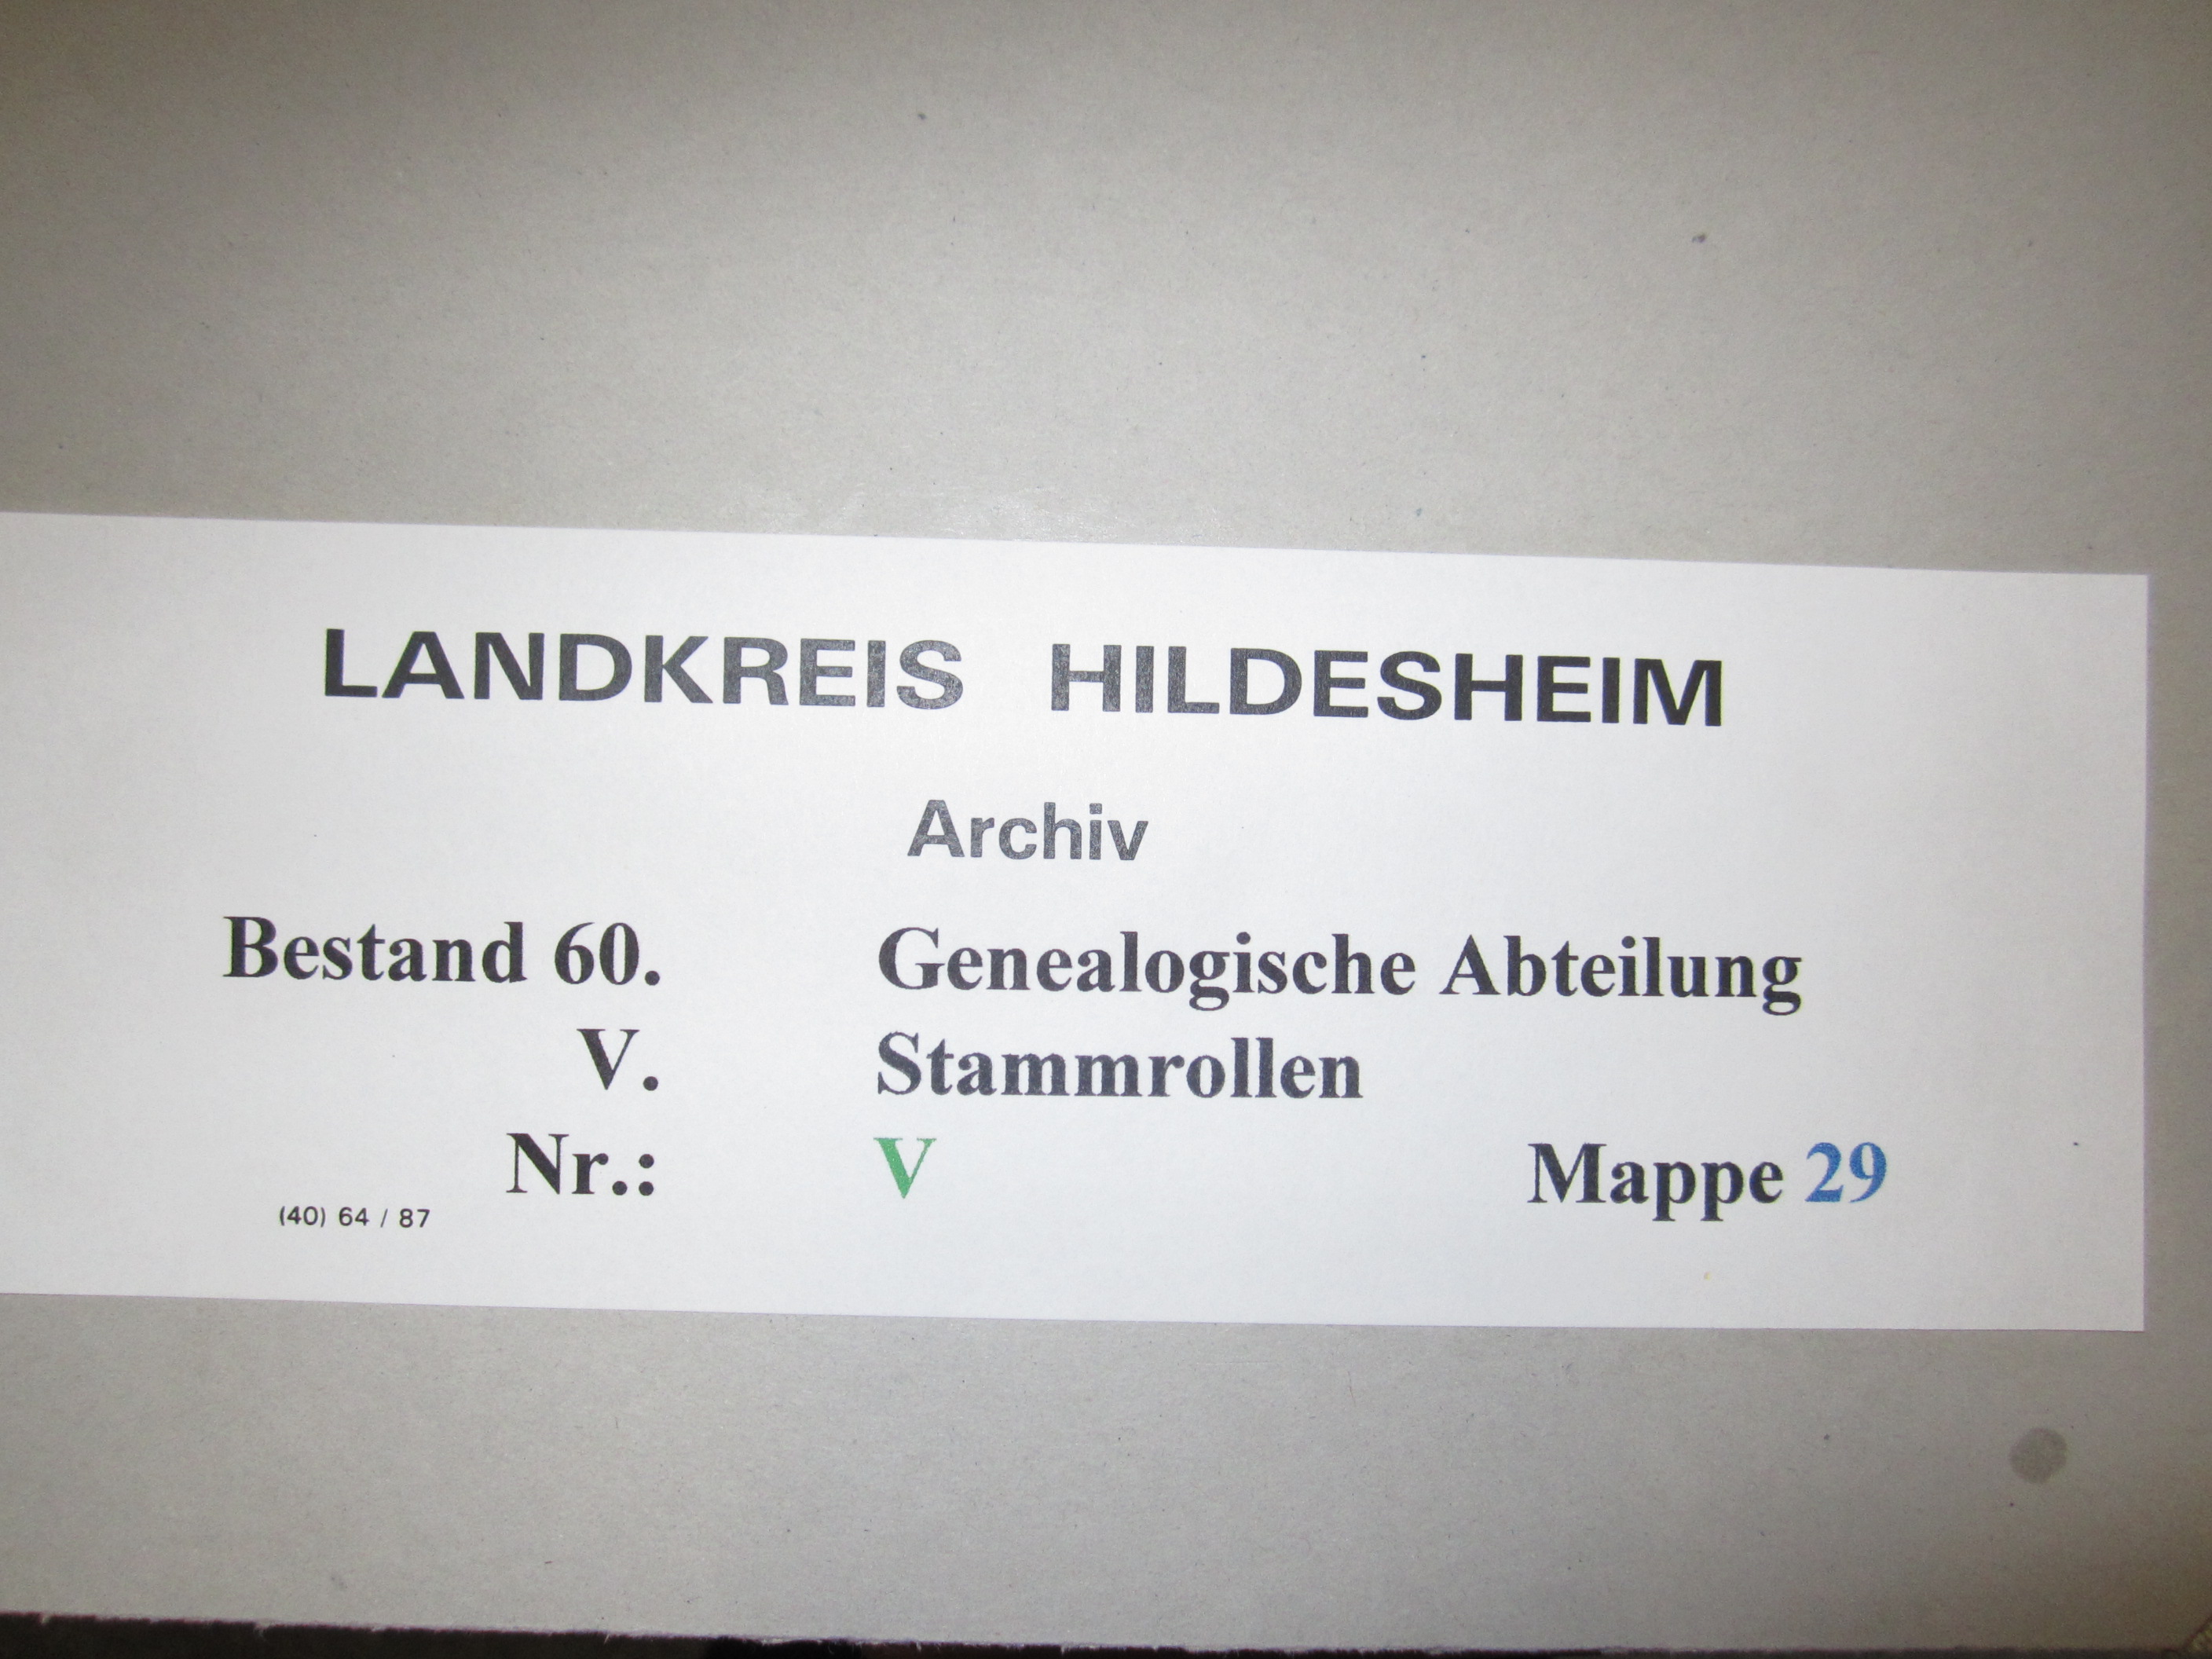 LANDKREIS HILDESHEIM
Archiv
Bestand 60. Genealogische Abteilung
V. Stammrollen
Nr.: V Mappe 29
(40) 64 / 87